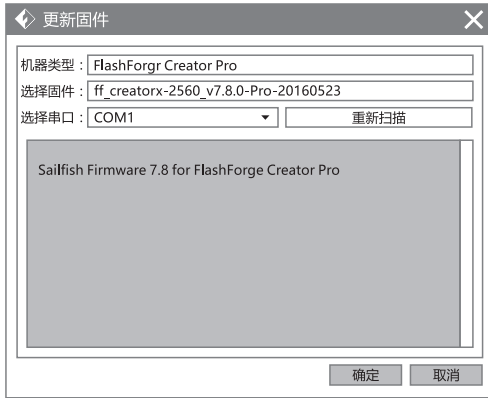 更新固件
机器类型：FlashForgr Creator Pro
选择固件：ff_creatorx-2560_v7.8.0-Pro-20160523
选择串口：COM1 重新扫描
Sailfish Firmware 7.8 for FlashForge Creator Pro
确定 取消